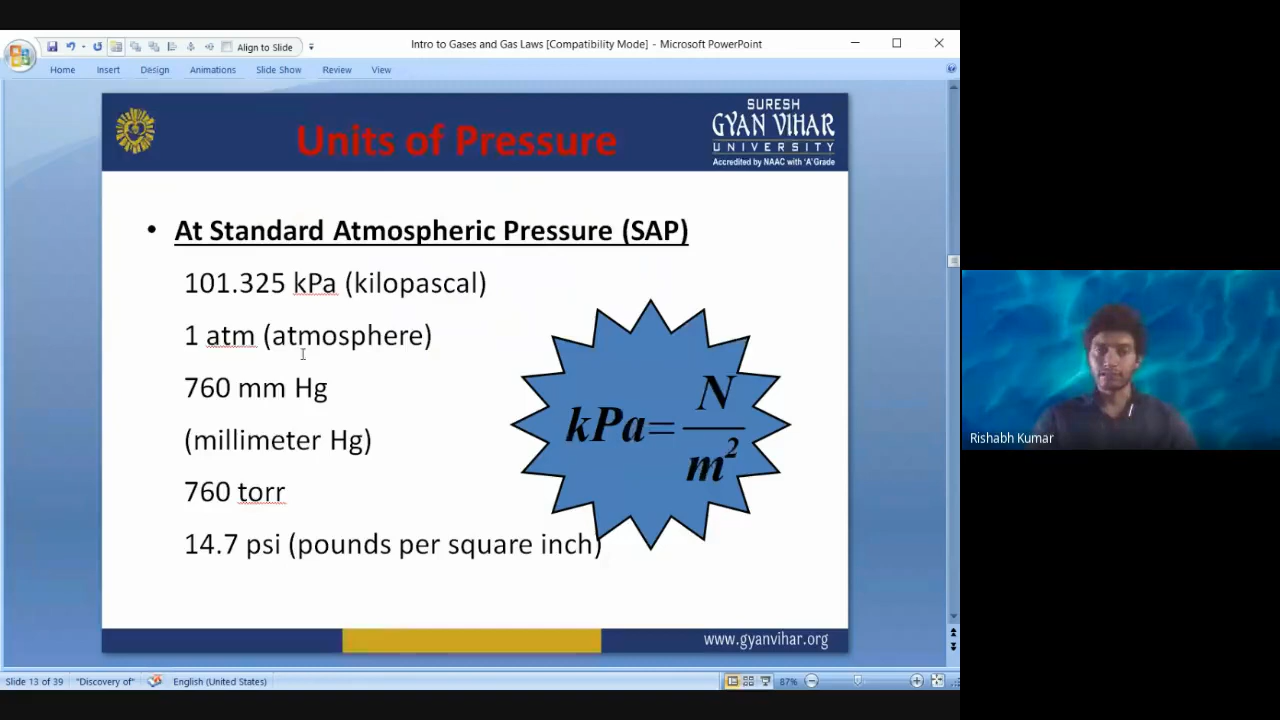 Align to Slide
Intro to Gases and Gas Laws [Compatibility Mode] - Microsoft PowerPoint
Home Insert Design Animations Slide Show Review View
Units of Pressure
SURESH
GYAN VIHAR
UNIVERSITY
Accredited by NAAC with 'A' Grade
• At Standard Atmospheric Pressure (SAP)
101.325 kPa (kilopascal)
1 atm (atmosphere)
760 mm Hg
(millimeter Hg)
760 torr
14.7 psi (pounds per square inch)
kPa= N
m²
www.gyanvihar.org
Rishabh Kumar
Slide 13 of 39 "Discovery of" English (United States) 87%